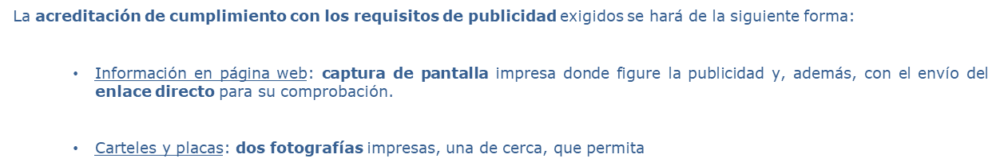 La acreditación de cumplimiento con los requisitos de publicidad exigidos se hará de la siguiente forma:
• Información en página web: captura de pantalla impresa donde figure la publicidad y, además, con el envío del
enlace directo para su comprobación.
• Carteles y placas: dos fotografías impresas, una de cerca, que permita